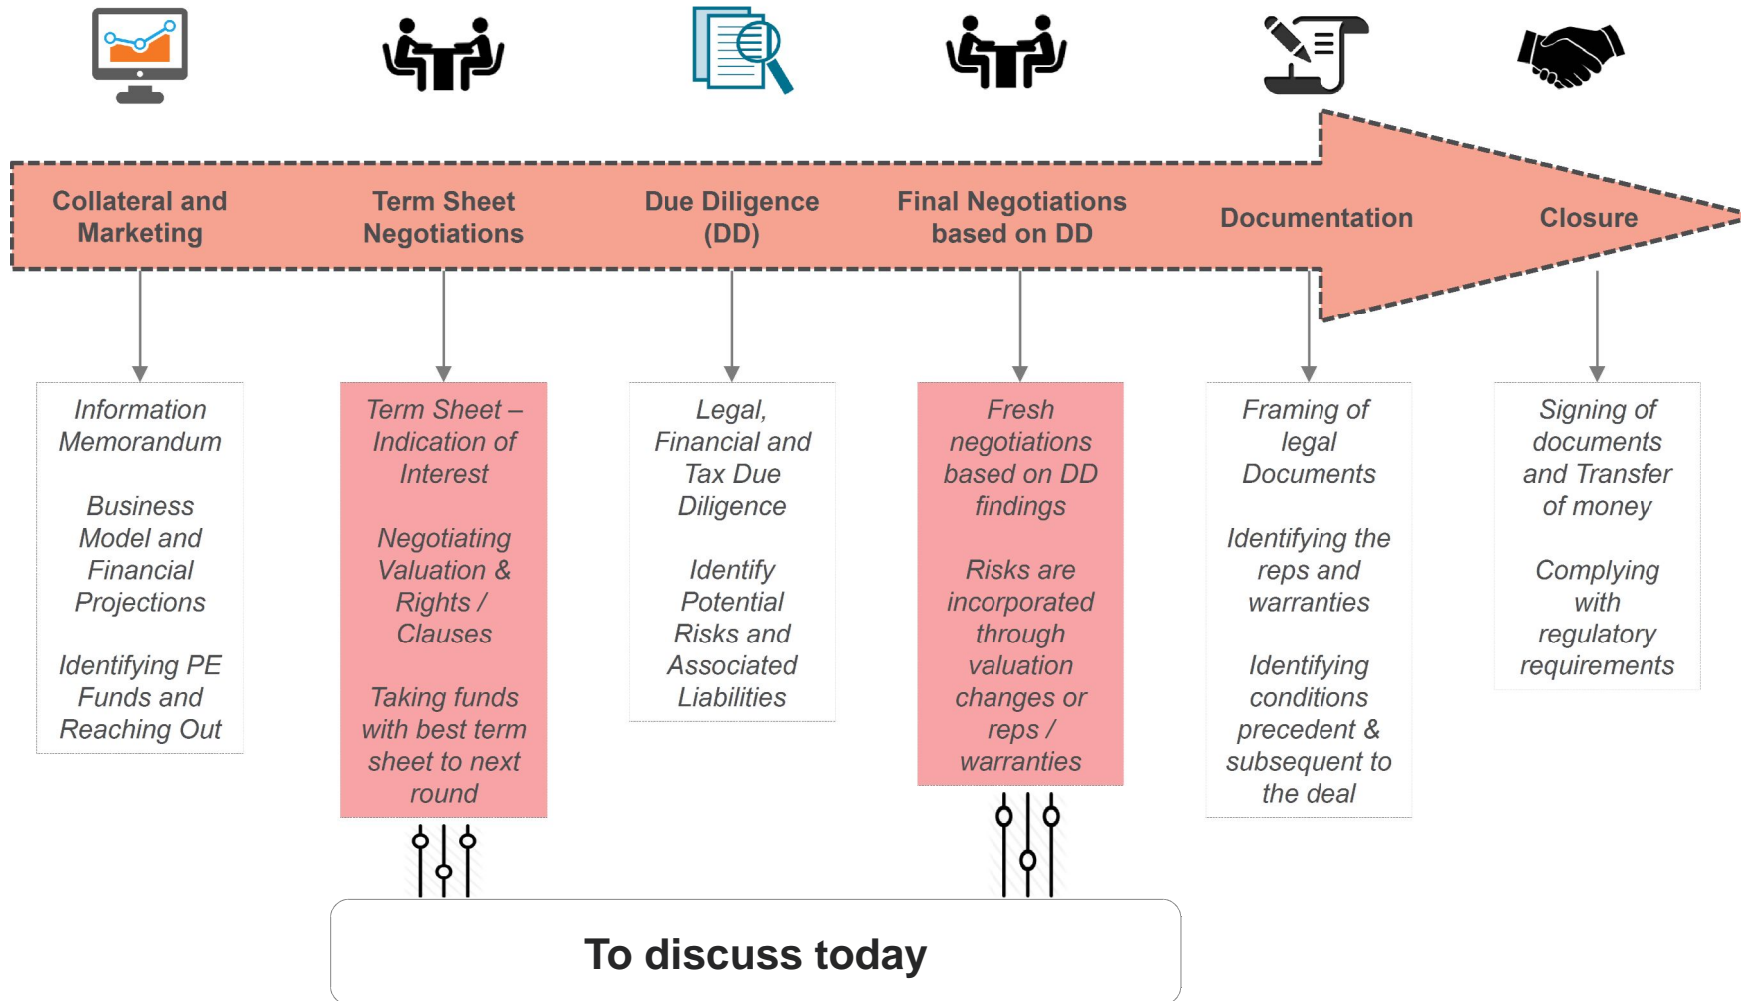 Collateral and
Marketing
Term Sheet
Negotiations
Due Diligence
(DD)
Final Negotiations
based on DD
Documentation
Closure
Information
Memorandum
Business
Model and
Financial
Projections
Identifying PE
Funds and
Reaching Out
Term Sheet –
Indication of
Interest
Negotiating
Valuation &
Rights /
Clauses
Taking funds
with best term
sheet to next
round
Legal,
Financial and
Tax Due
Diligence
Identify
Potential
Risks and
Associated
Liabilities
Fresh
negotiations
based on DD
findings
Risks are
incorporated
through
valuation
changes or
reps /
warranties
Framing of
legal
Documents
Identifying the
reps and
warranties
Identifying
conditions
precedent &
subsequent to
the deal
Signing of
documents
and Transfer
of money
Complying
with
regulatory
requirements
To discuss today